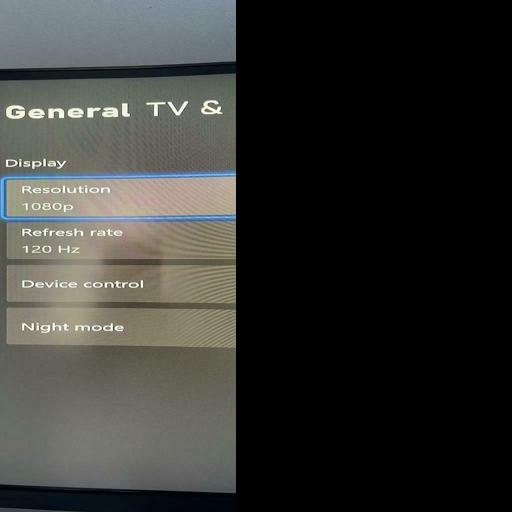 General TV &
Display
Resolution
1080p
Refresh rate
120 Hz
Device control
Night mode